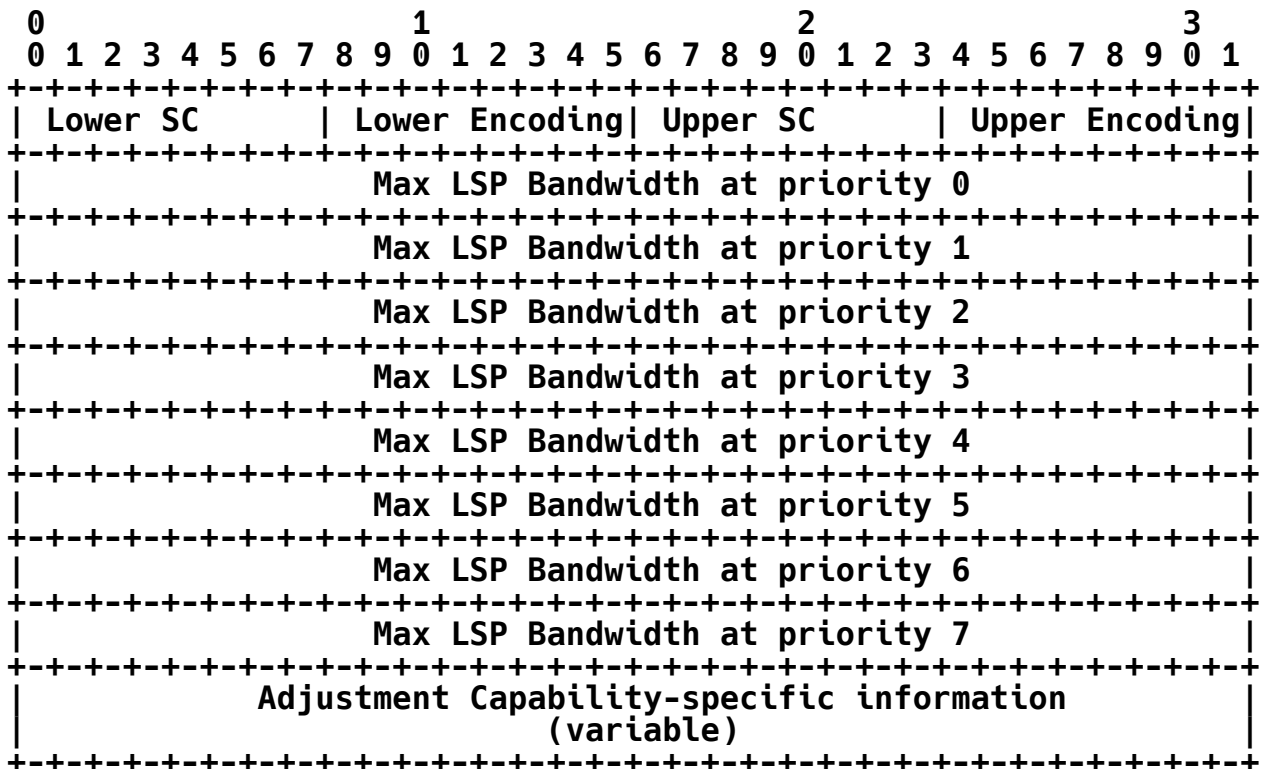 0                   1                   2                   3
 0 1 2 3 4 5 6 7 8 9 0 1 2 3 4 5 6 7 8 9 0 1 2 3 4 5 6 7 8 9 0 1
+-+-+-+-+-+-+-+-+-+-+-+-+-+-+-+-+-+-+-+-+-+-+-+-+-+-+-+-+-+-+-+-+
| Lower SC      | Lower Encoding| Upper SC      | Upper Encoding|
+-+-+-+-+-+-+-+-+-+-+-+-+-+-+-+-+-+-+-+-+-+-+-+-+-+-+-+-+-+-+-+-+
|                  Max LSP Bandwidth at priority 0              |
+-+-+-+-+-+-+-+-+-+-+-+-+-+-+-+-+-+-+-+-+-+-+-+-+-+-+-+-+-+-+-+-+
|                  Max LSP Bandwidth at priority 1              |
+-+-+-+-+-+-+-+-+-+-+-+-+-+-+-+-+-+-+-+-+-+-+-+-+-+-+-+-+-+-+-+-+
|                  Max LSP Bandwidth at priority 2              |
+-+-+-+-+-+-+-+-+-+-+-+-+-+-+-+-+-+-+-+-+-+-+-+-+-+-+-+-+-+-+-+-+
|                  Max LSP Bandwidth at priority 3              |
+-+-+-+-+-+-+-+-+-+-+-+-+-+-+-+-+-+-+-+-+-+-+-+-+-+-+-+-+-+-+-+-+
|                  Max LSP Bandwidth at priority 4              |
+-+-+-+-+-+-+-+-+-+-+-+-+-+-+-+-+-+-+-+-+-+-+-+-+-+-+-+-+-+-+-+-+
|                  Max LSP Bandwidth at priority 5              |
+-+-+-+-+-+-+-+-+-+-+-+-+-+-+-+-+-+-+-+-+-+-+-+-+-+-+-+-+-+-+-+-+
|                  Max LSP Bandwidth at priority 6              |
+-+-+-+-+-+-+-+-+-+-+-+-+-+-+-+-+-+-+-+-+-+-+-+-+-+-+-+-+-+-+-+-+
|                  Max LSP Bandwidth at priority 7              |
+-+-+-+-+-+-+-+-+-+-+-+-+-+-+-+-+-+-+-+-+-+-+-+-+-+-+-+-+-+-+-+-+
|            Adjustment Capability-specific information         |
|                           (variable)                          |
+-+-+-+-+-+-+-+-+-+-+-+-+-+-+-+-+-+-+-+-+-+-+-+-+-+-+-+-+-+-+-+-+